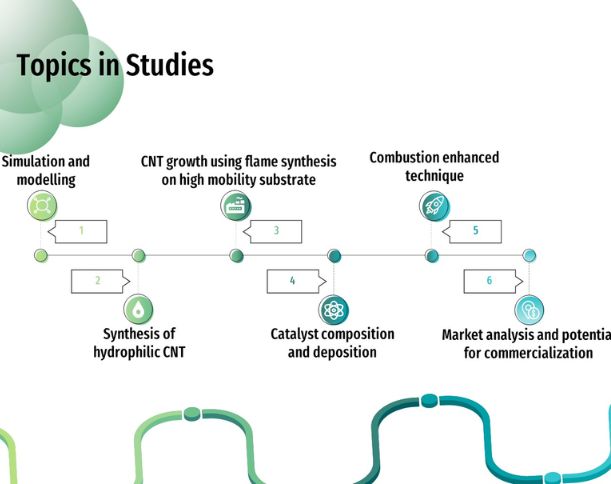 Topics in Studies
Simulation and
modelling
1
2
Synthesis of
hydrophilic CNT
CNT growth using flame synthesis
on high mobility substrate
3
4
Catalyst composition
and deposition
Combustion enhanced
technique
5
6
Market analysis and potentia
for commercialization